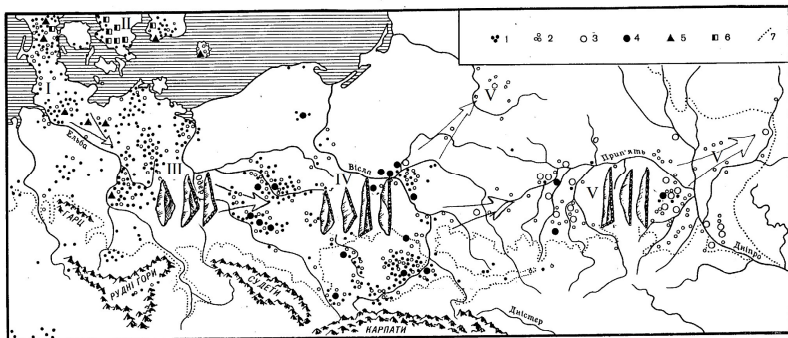 1 2 3 4 5 6 7
I
II
III
IV
V
V
V
Ельба
Одер
Вісла
Прип'ять
Дніпро
Дністер
ГАРЦ
РУДНІ ГОРИ
СУДЕТИ
КАРПАТИ